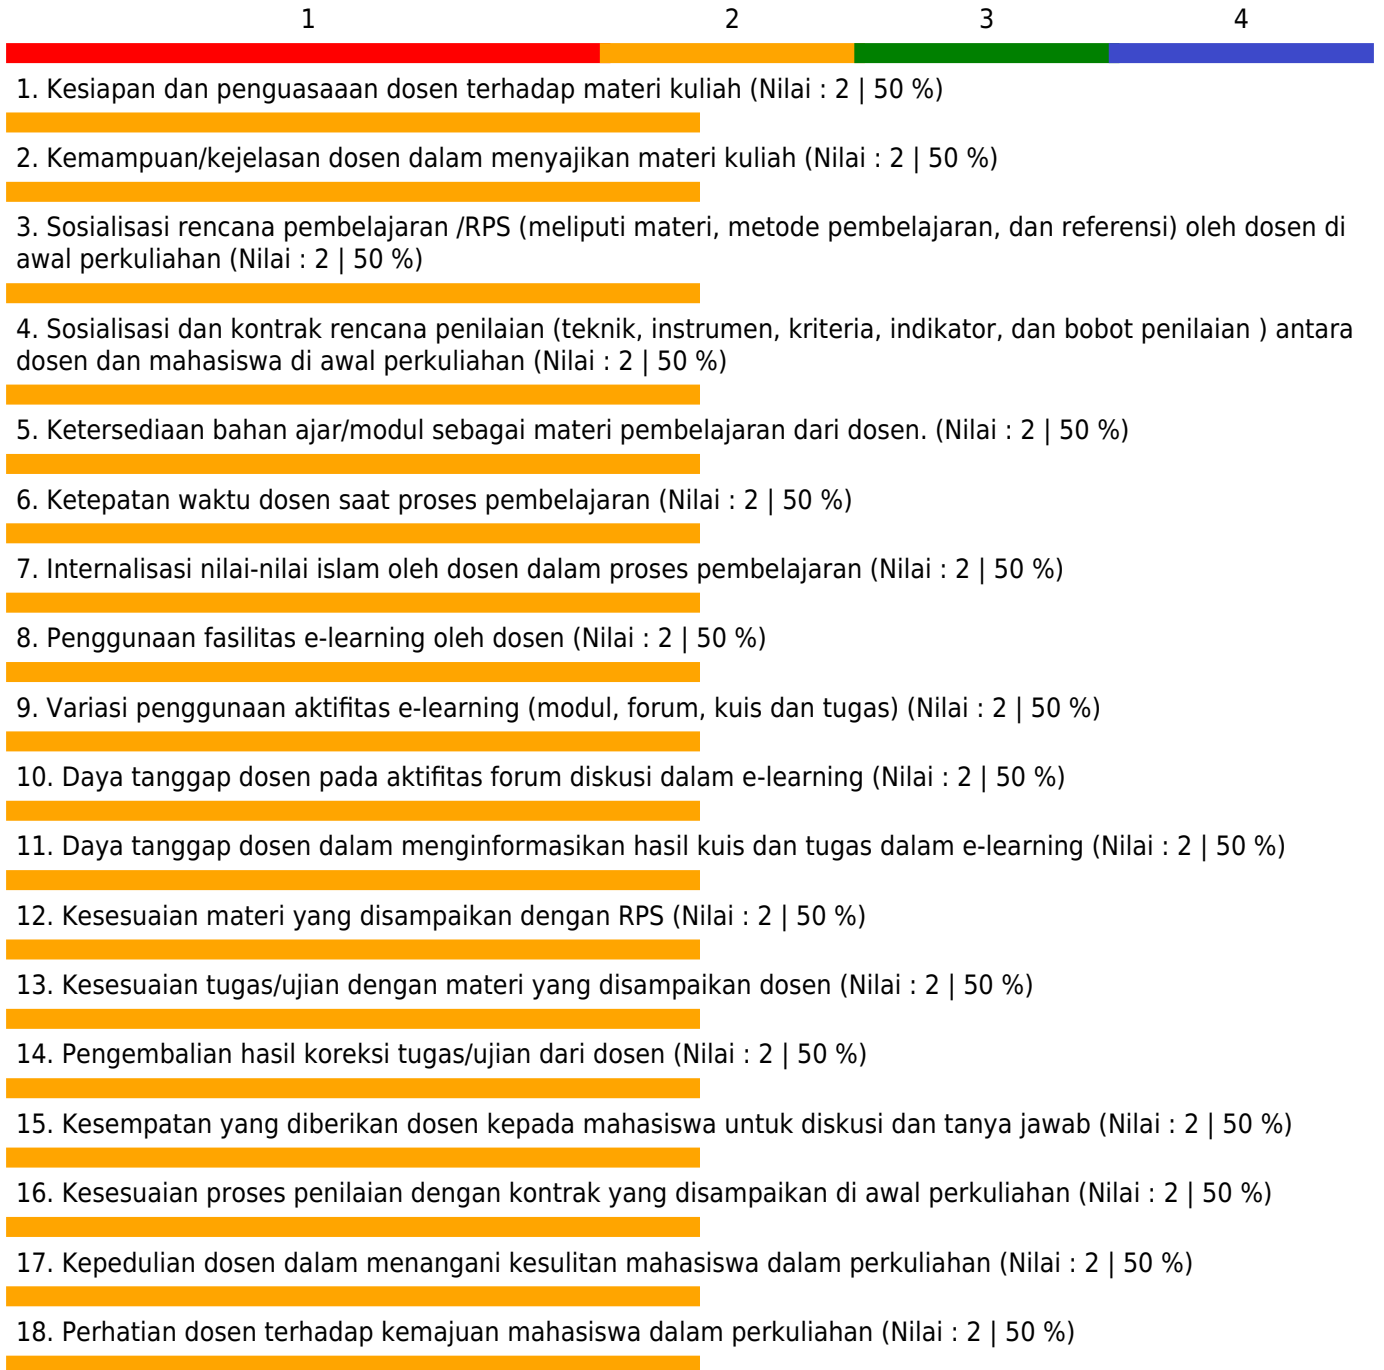 1 2 3 4
1. Kesiapan dan penguasaaan dosen terhadap materi kuliah (Nilai : 2 | 50 %)
2. Kemampuan/kejelasan dosen dalam menyajikan materi kuliah (Nilai : 2 | 50 %)
3. Sosialisasi rencana pembelajaran /RPS (meliputi materi, metode pembelajaran, dan referensi) oleh dosen di
awal perkuliahan (Nilai : 2 | 50 %)
4. Sosialisasi dan kontrak rencana penilaian (teknik, instrumen, kriteria, indikator, dan bobot penilaian ) antara
dosen dan mahasiswa di awal perkuliahan (Nilai : 2 | 50 %)
5. Ketersediaan bahan ajar/modul sebagai materi pembelajaran dari dosen. (Nilai : 2 | 50 %)
6. Ketepatan waktu dosen saat proses pembelajaran (Nilai : 2 | 50 %)
7. Internalisasi nilai-nilai islam oleh dosen dalam proses pembelajaran (Nilai : 2 | 50 %)
8. Penggunaan fasilitas e-learning oleh dosen (Nilai : 2 | 50 %)
9. Variasi penggunaan aktifitas e-learning (modul, forum, kuis dan tugas) (Nilai : 2 | 50 %)
10. Daya tanggap dosen pada aktifitas forum diskusi dalam e-learning (Nilai : 2 | 50 %)
11. Daya tanggap dosen dalam menginformasikan hasil kuis dan tugas dalam e-learning (Nilai : 2 | 50 %)
12. Kesesuaian materi yang disampaikan dengan RPS (Nilai : 2 | 50 %)
13. Kesesuaian tugas/ujian dengan materi yang disampaikan dosen (Nilai : 2 | 50 %)
14. Pengembalian hasil koreksi tugas/ujian dari dosen (Nilai : 2 | 50 %)
15. Kesempatan yang diberikan dosen kepada mahasiswa untuk diskusi dan tanya jawab (Nilai : 2 | 50 %)
16. Kesesuaian proses penilaian dengan kontrak yang disampaikan di awal perkuliahan (Nilai : 2 | 50 %)
17. Kepedulian dosen dalam menangani kesulitan mahasiswa dalam perkuliahan (Nilai : 2 | 50 %)
18. Perhatian dosen terhadap kemajuan mahasiswa dalam perkuliahan (Nilai : 2 | 50 %)